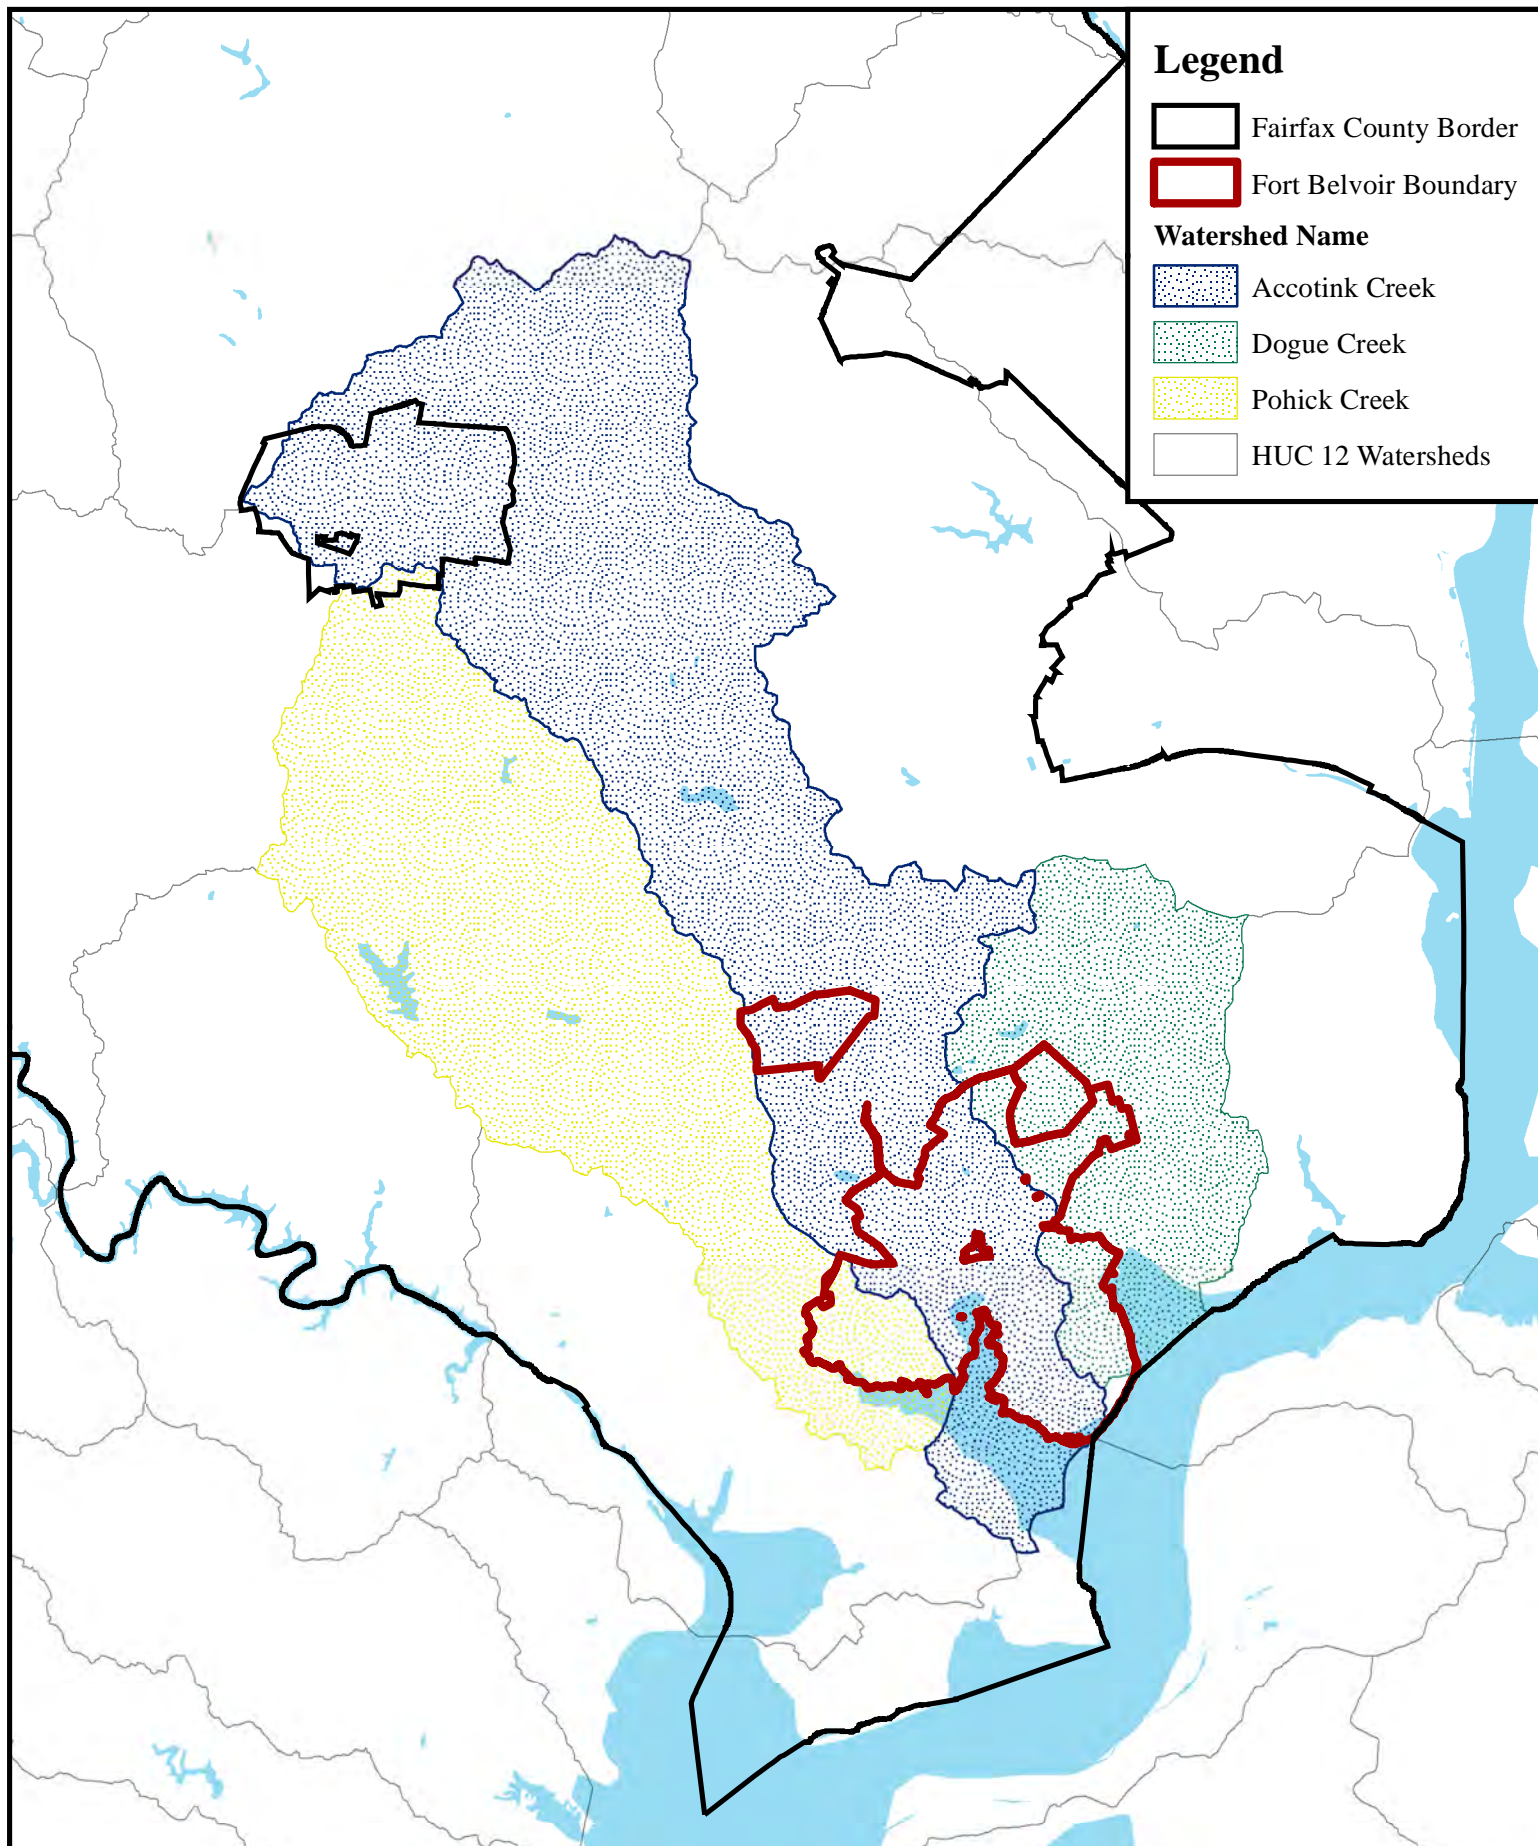 Legend
Fairfax County Border
Fort Belvoir Boundary
Watershed Name
Accotink Creek
Dogue Creek
Pohick Creek
HUC 12 Watersheds